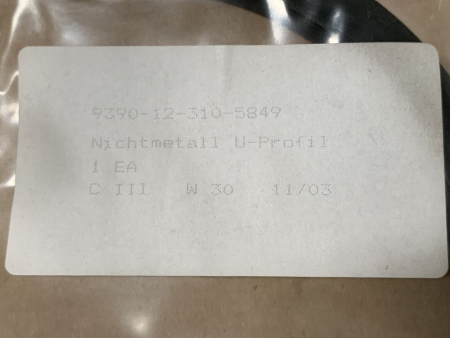 9390-12-310-5849
Nichtmetall U-Profil
1 EA
C III W 30 11/03